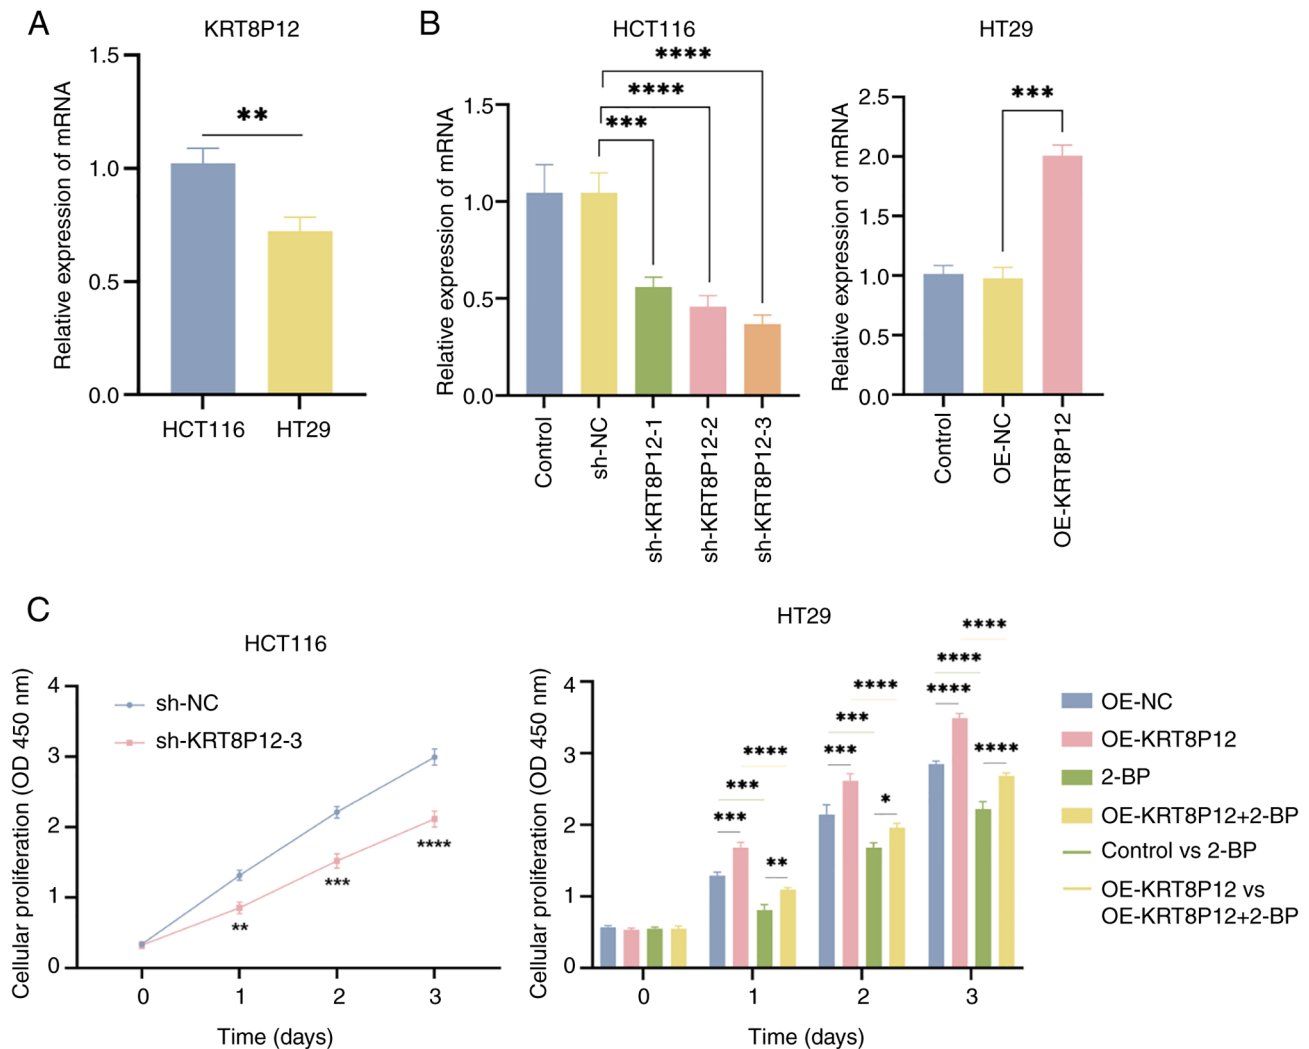 A
KRT8P12
Relative expression of mRNA
1.5
1.0
0.5
0.0
**
HCT116
HT29
B
HCT116
Relative expression of mRNA
1.5
1.0
0.5
0.0
****
****
***
Control
sh-NC
sh-KRT8P12-1
sh-KRT8P12-2
sh-KRT8P12-3
HT29
Relative expression of mRNA
2.5
2.0
1.5
1.0
0.5
0.0
***
Control
OE-NC
OE-KRT8P12
C
HCT116
Cellular proliferation (OD 450 nm)
4
3
2
1
0
sh-NC
sh-KRT8P12-3
**
***
****
0
1
2
3
Time (days)
HT29
Cellular proliferation (OD 450 nm)
4
3
2
1
0
****
***
***
**
****
***
***
*
****
****
****
****
0
1
2
3
Time (days)
OE-NC
OE-KRT8P12
2-BP
OE-KRT8P12+2-BP
Control vs 2-BP
OE-KRT8P12 vs
OE-KRT8P12+2-BP